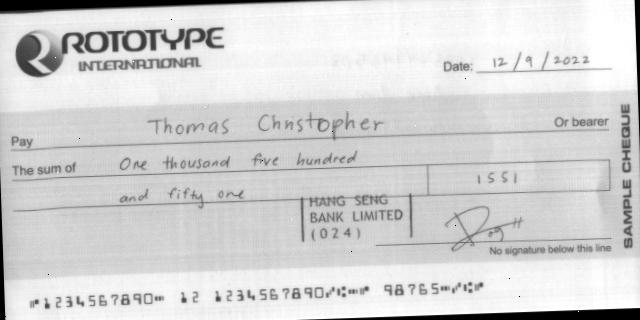 ROTOTYPE
INTERNATIONAL
Date: 12/9/2022
Pay Thomas Christopher Or bearer
The sum of One thousand five hundred
and fifty one
1551
HANG SENG
BANK LIMITED
(024)
No signature below this line
SAMPLE CHEQUE
⑈1234567890⑉ 12 1234567890⑇⑆⑉⑈ 98765⑉⑇⑆⑈